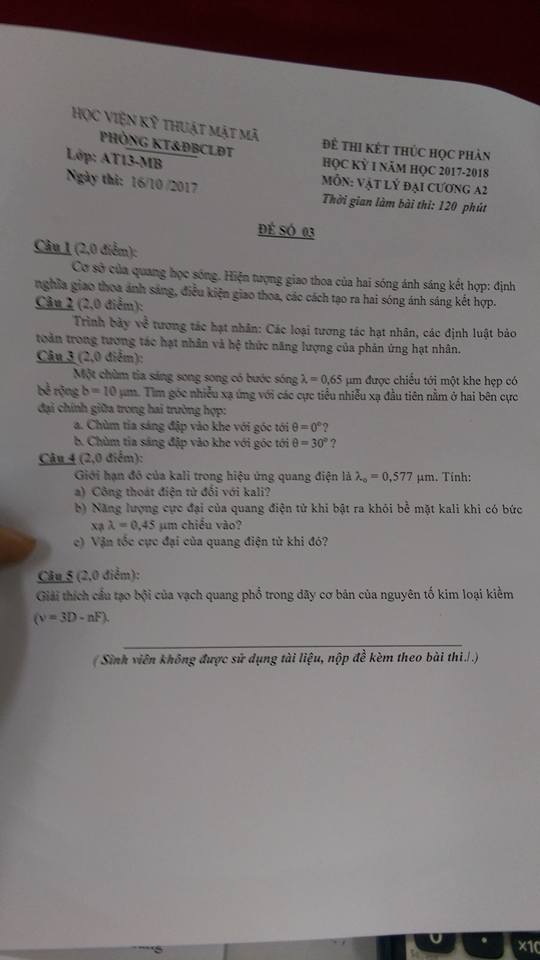 HỌC VIỆN KỸ THUẬT MẬT MÃ
PHÒNG KT&ĐBCLĐT
Lớp: AT13-MB
Ngày thi: 16/10 /2017
ĐỀ THI KẾT THÚC HỌC PHẦN
HỌC KỲ I NĂM HỌC 2017-2018
MÔN: VẬT LÝ ĐẠI CƯƠNG A2
Thời gian làm bài thi: 120 phút
ĐỀ SỐ 03
Câu 1 (2,0 điểm):
Cơ sở của quang học sóng. Hiện tượng giao thoa của hai sóng ánh sáng kết hợp: định
nghĩa giao thoa ánh sáng, điều kiện giao thoa, các cách tạo ra hai sóng ánh sáng kết hợp.
Câu 2 (2,0 điểm):
Trình bày về tương tác hạt nhân: Các loại tương tác hạt nhân, các định luật bảo
toàn trong tương tác hạt nhân và hệ thức năng lượng của phản ứng hạt nhân.
Câu 3 (2,0 điểm):
Một chùm tia sáng song song có bước sóng λ = 0,65 μm được chiếu tới một khe hẹp có
bề rộng b = 10 μm. Tìm góc nhiễu xạ ứng với các cực tiểu nhiễu xạ đầu tiên nằm ở hai bên cực
đại chính giữa trong hai trường hợp:
a. Chùm tia sáng đập vào khe với góc tới θ = 0° ?
b. Chùm tia sáng đập vào khe với góc tới θ = 30° ?
Câu 4 (2,0 điểm):
Giới hạn đỏ của kali trong hiệu ứng quang điện là λₒ = 0,577 μm. Tính:
a) Công thoát điện tử đối với kali?
b) Năng lượng cực đại của quang điện tử khi bật ra khỏi bề mặt kali khi có bức
xạ λ = 0,45 μm chiếu vào?
c) Vận tốc cực đại của quang điện tử khi đó?
Câu 5 (2,0 điểm):
Giải thích cấu tạo bội của vạch quang phổ trong dãy cơ bản của nguyên tố kim loại kiềm
(ν = 3D - nF).
( Sinh viên không được sử dụng tài liệu, nộp đề kèm theo bài thi./.)
×10